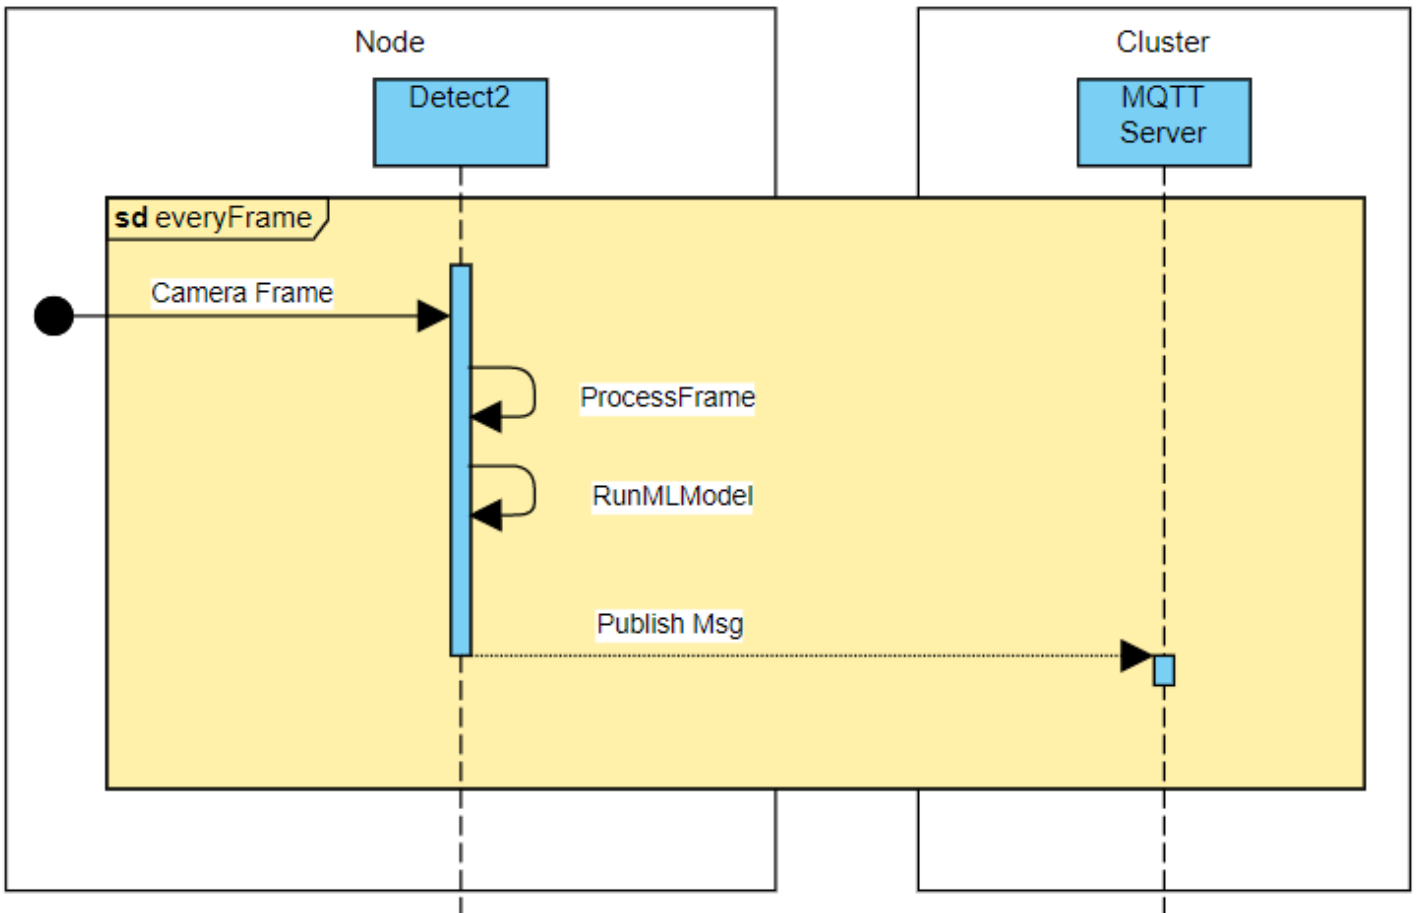 Node
Cluster
Detect2
MQTT
Server
sd everyFrame
Camera Frame
ProcessFrame
RunMLModel
Publish Msg